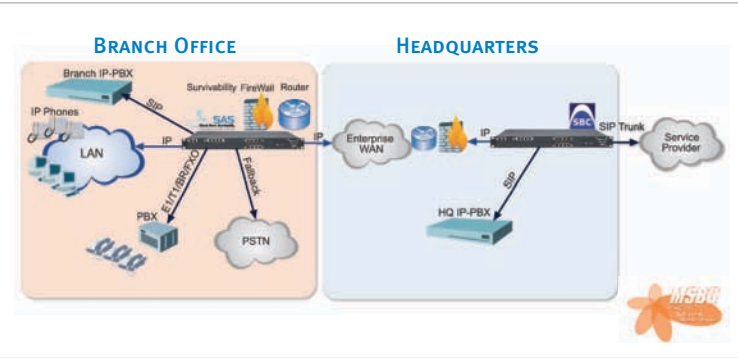 BRANCH OFFICE
HEADQUARTERS
Branch IP-PBX
Survivability
FireWall
Router
SIP
SAS
IP Phones
LAN
IP
IP
Enterprise
WAN
IP
SBC
SIP Trunk
Service
Provider
E1/T1/BR/FXO
Fallback
PBX
PSTN
SIP
HQ IP-PBX
MSBG